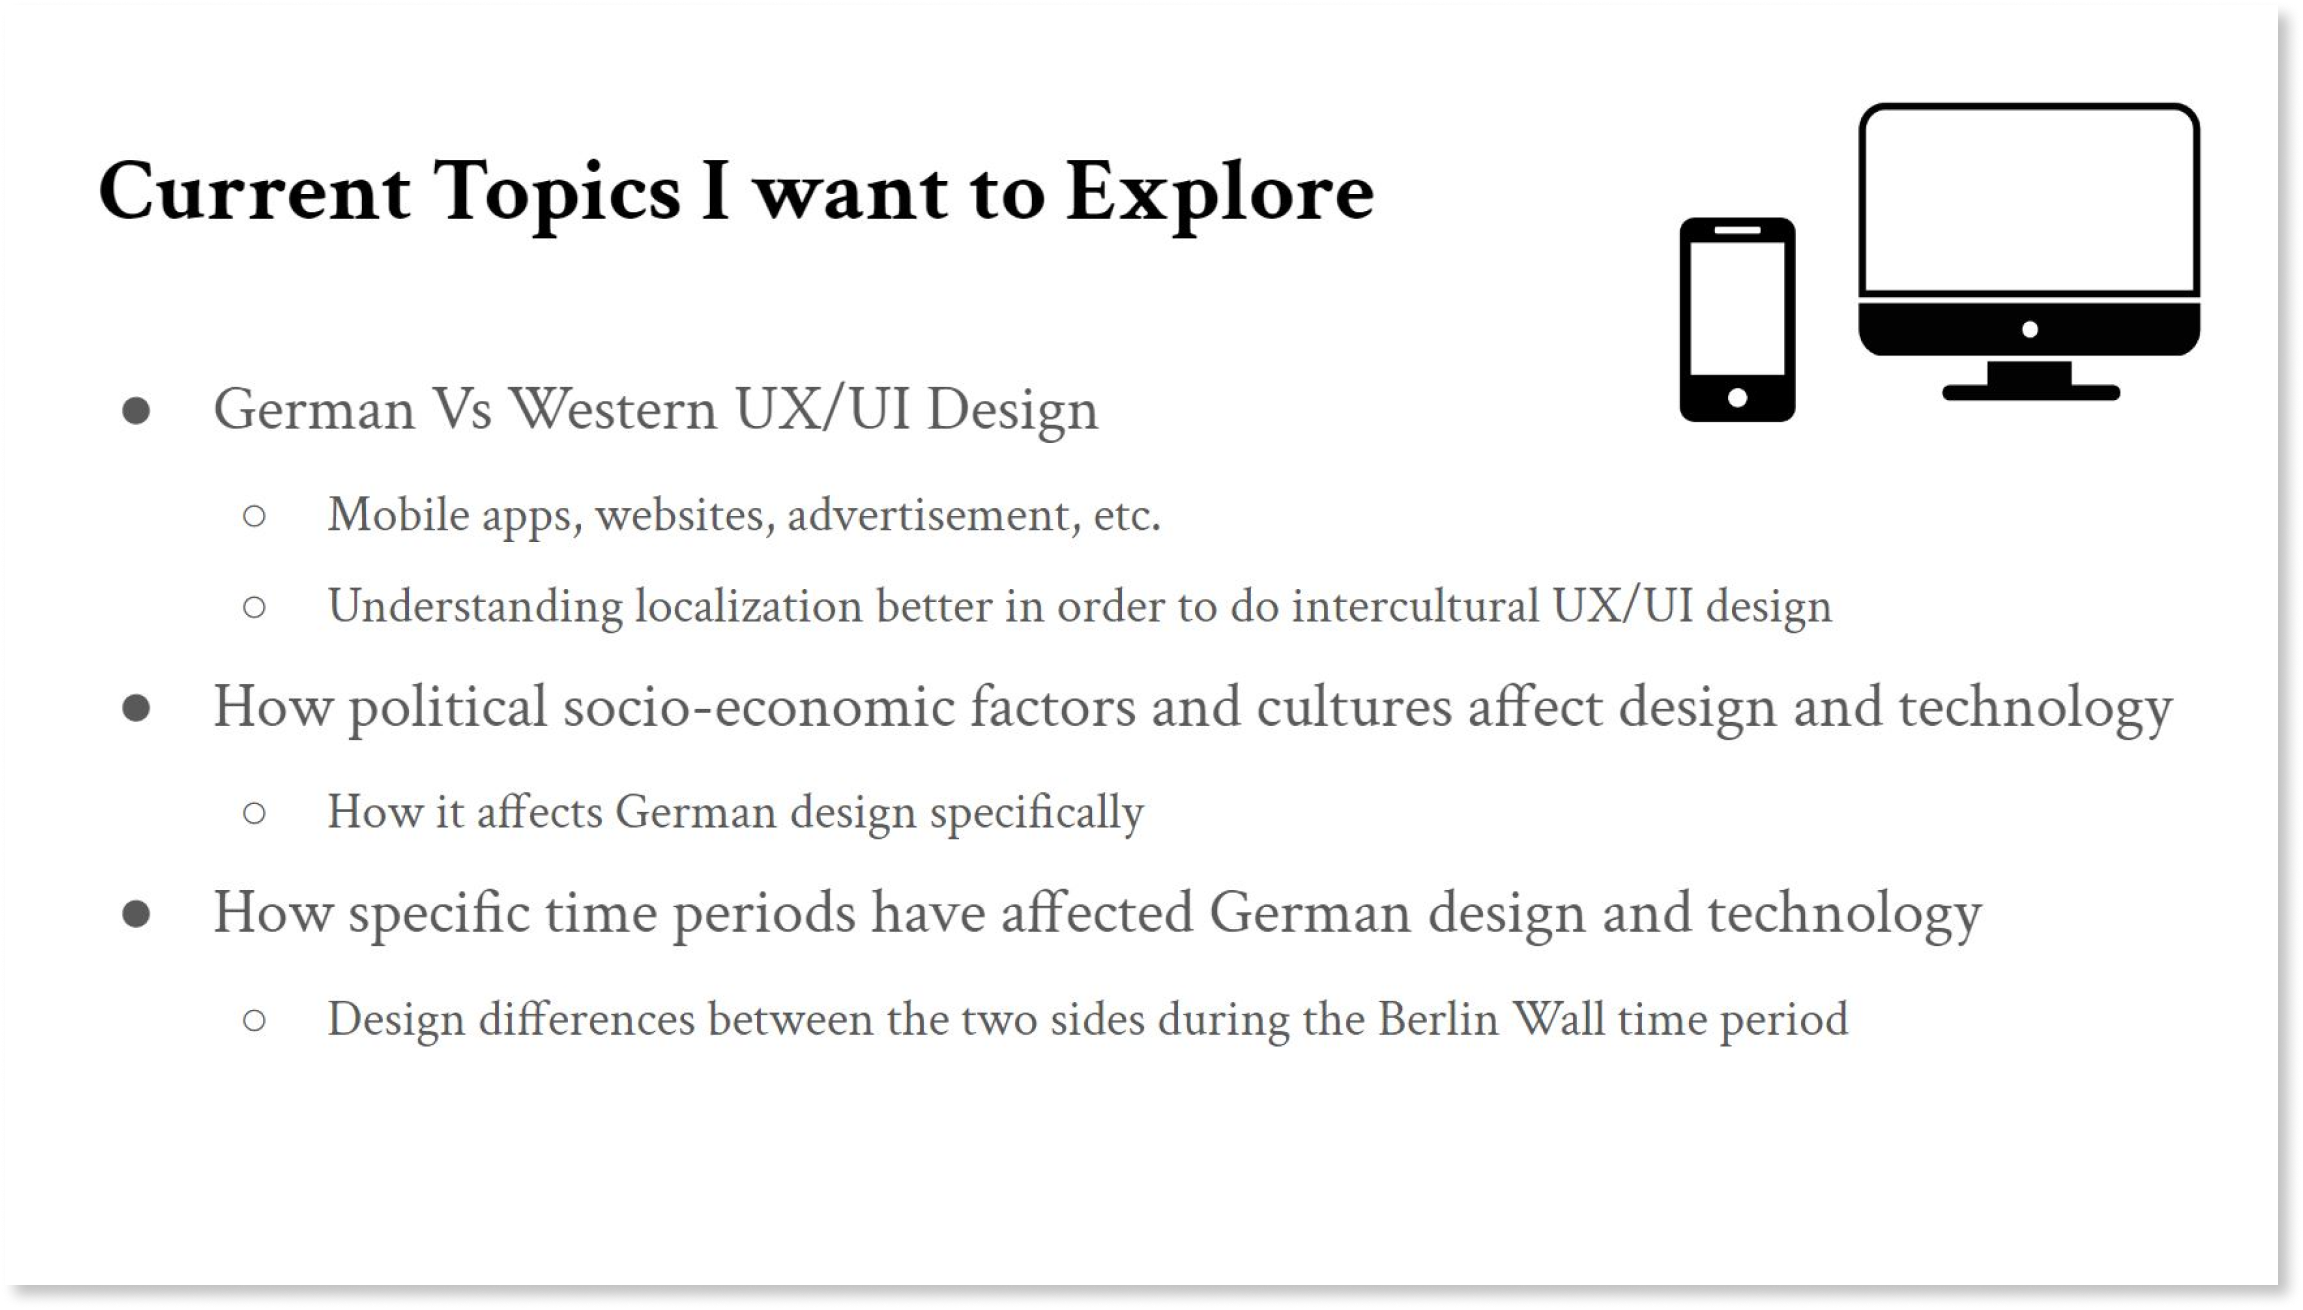 Current Topics I want to Explore
● German Vs Western UX/UI Design
○ Mobile apps, websites, advertisement, etc.
○ Understanding localization better in order to do intercultural UX/UI design
● How political socio-economic factors and cultures affect design and technology
○ How it affects German design specifically
● How specific time periods have affected German design and technology
○ Design differences between the two sides during the Berlin Wall time period